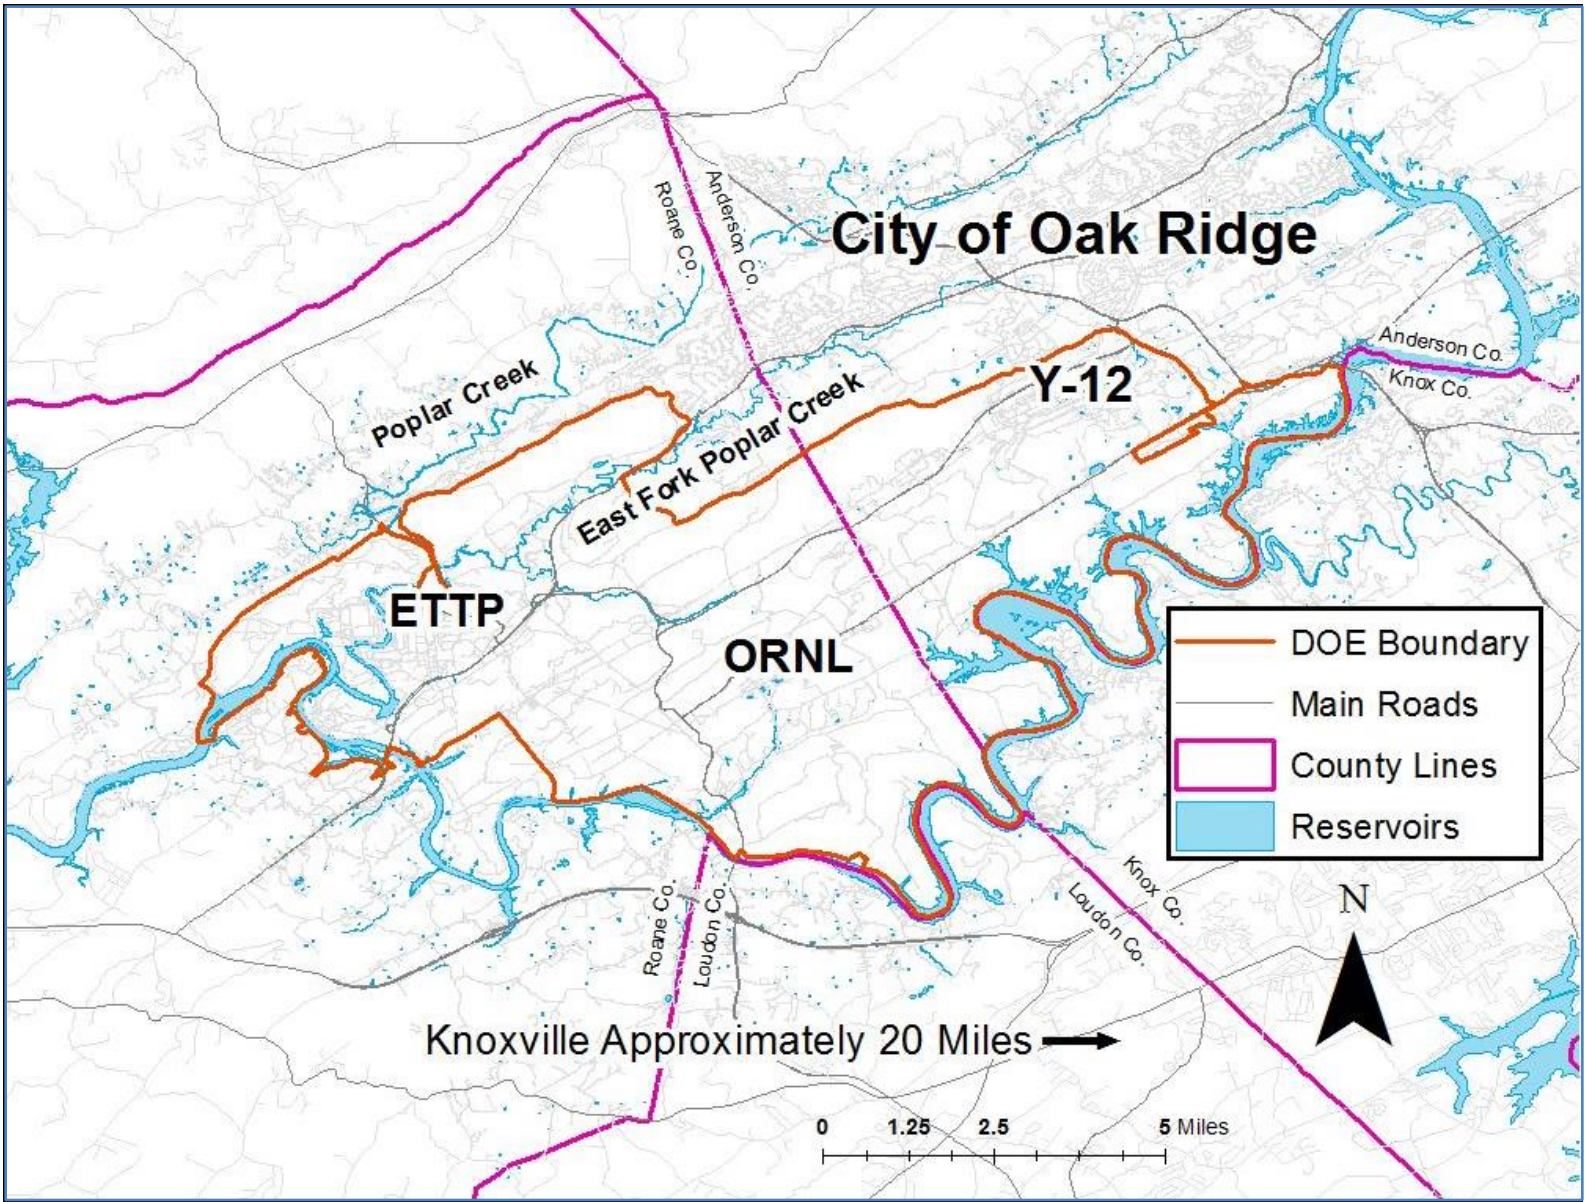 Roane Co.
Anderson Co.
City of Oak Ridge
Anderson Co.
Knox Co.
Poplar Creek
East Fork Poplar Creek
Y-12
ETTP
ORNL
DOE Boundary
Main Roads
County Lines
Reservoirs
Roane Co.
Loudon Co.
Knox Co.
Loudon Co.
N
Knoxville Approximately 20 Miles
0 1.25 2.5 5 Miles